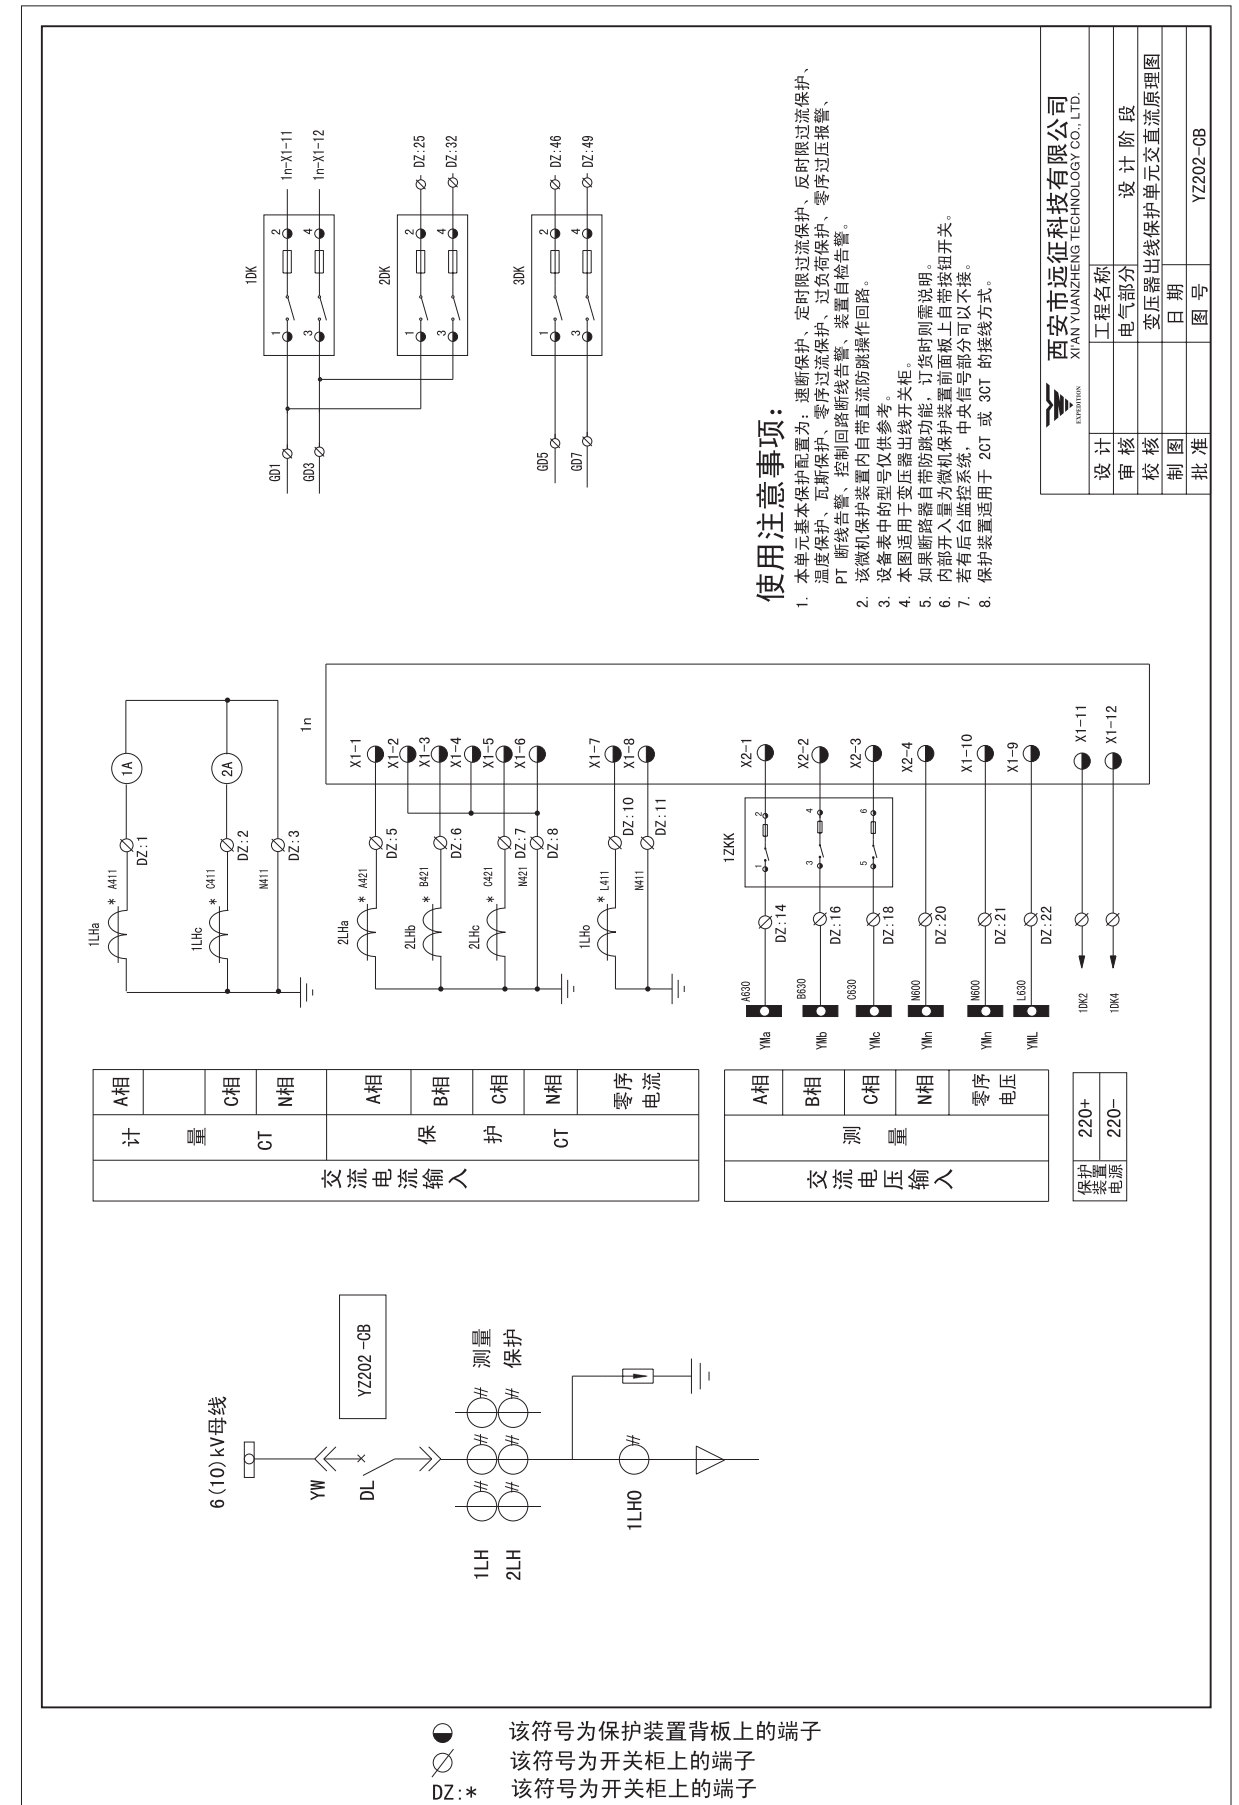 6(10)kV母线
YW
DL
YZ202-CB
1LH
2LH
测量
保护
1LHO
交流电流输入
计量CT
保护CT
A相
C相
N相
A相
B相
C相
N相
零序
电流
交流电压输入
测量
A相
B相
C相
N相
零序
电压
保护
装置
电源
220+
220-
1LHa
* A411
DZ:1
1A
1LHc
* C411
DZ:2
2A
N411
DZ:3
1n
2LHa
* A421
DZ:5
X1-1
X1-2
2LHb
B421
DZ:6
X1-3
X1-4
2LHc
* C421
DZ:7
X1-5
N421
DZ:8
X1-6
1LHo
* L411
DZ:10
X1-7
N411
DZ:11
X1-8
1ZKK
YMa
A630
DZ:14
1
2
X2-1
YMb
B630
DZ:16
3
4
X2-2
YMc
C630
DZ:18
5
6
X2-3
YMn
N600
DZ:20
X2-4
YMn
N600
DZ:21
X1-10
YML
L630
DZ:22
X1-9
1DK2
X1-11
1DK4
X1-12
1DK
GD1
1
2
1n-X1-11
GD3
3
4
1n-X1-12
2DK
1
2
DZ:25
3
4
DZ:32
3DK
GD5
1
2
DZ:46
GD7
3
4
DZ:49
使用注意事项:
1. 本单元基本保护配置为: 速断保护、定时限过流保护、反时限过流保护、
温度保护、瓦斯保护、零序过流保护、过负荷保护、零序过压报警、
PT 断线告警、控制回路断线告警、装置自检告警。
2. 该微机保护装置内自带直流防跳操作回路。
3. 设备表中的型号仅供参考。
4. 本图适用于变压器出线开关柜。
5. 如果断路器自带防跳功能, 订货时则需说明。
6. 内部开入量为微机保护装置前面板上自带按钮开关。
7. 若有后台监控系统, 中央信号部分可以不接。
8. 保护装置适用于 2CT 或 3CT 的接线方式。
EXPEDITION
西安市远征科技有限公司
XI'AN YUANZHENG TECHNOLOGY CO., LTD.
设计
工程名称
审核
电气部分
设计阶段
校核
变压器出线保护单元交直流原理图
制图
日期
批准
图号
YZ202-CB
该符号为保护装置背板上的端子
该符号为开关柜上的端子
DZ:* 该符号为开关柜上的端子